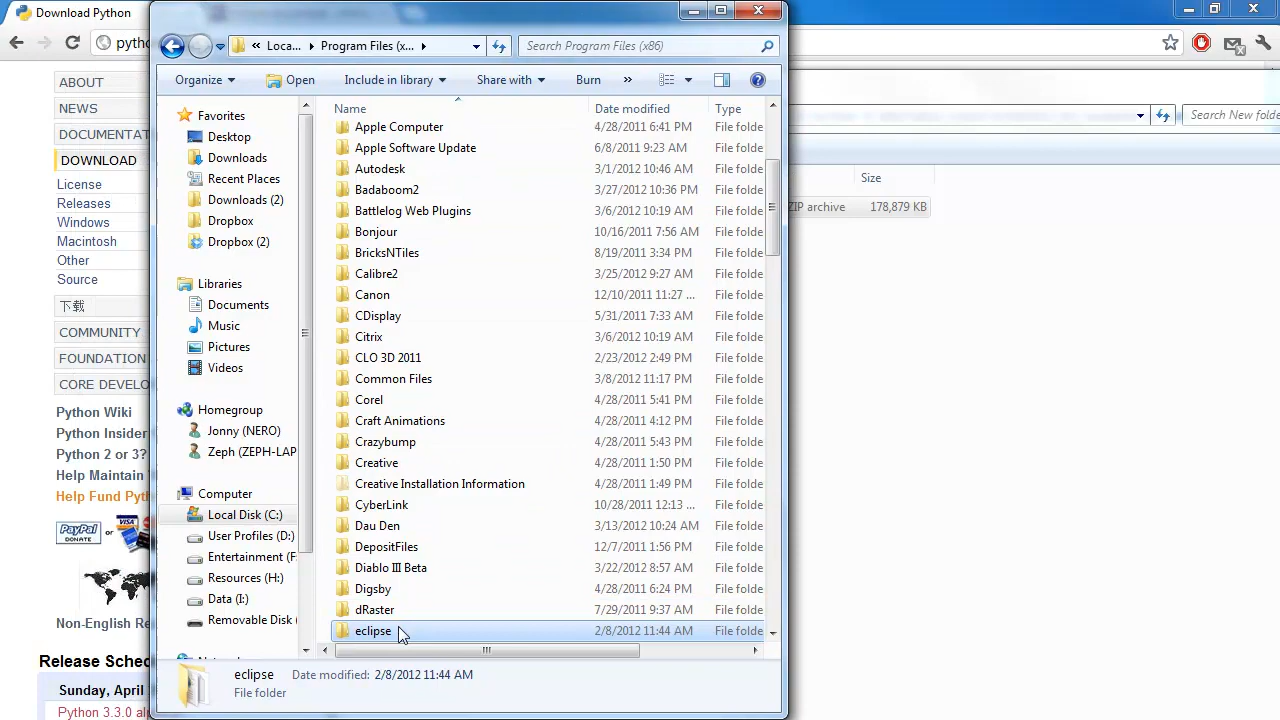 Download Python
pytho
ABOUT
NEWS
DOCUMENTAT
DOWNLOAD
License
Releases
Windows
Macintosh
Other
Source
下载
COMMUNITY
FOUNDATION
CORE DEVELO
Python Wiki
Python Insider
Python 2 or 3?
Help Maintain
Help Fund Pyth
PayPal
DONATE
or
VISA
Non-English Re
Release Sched
Sunday, April
Python 3.3.0 alp
« Loca... Program Files (x...
Search Program Files (x86)
Organize Open Include in library Share with Burn »
Favorites
Desktop
Downloads
Recent Places
Downloads (2)
Dropbox
Dropbox (2)
Libraries
Documents
Music
Pictures
Videos
Homegroup
Jonny (NERO)
Zeph (ZEPH-LAP
Computer
Local Disk (C:)
User Profiles (D:)
Entertainment (F
Resources (H:)
Data (I:)
Removable Disk (
Name Date modified Type
Apple Computer 4/28/2011 6:41 PM File folde
Apple Software Update 6/8/2011 9:23 AM File folde
Autodesk 3/1/2012 10:46 AM File folde
Badaboom2 3/27/2012 10:36 PM File folde
Battlelog Web Plugins 3/6/2012 10:19 AM File folde
Bonjour 10/16/2011 7:56 AM File folde
BricksNTiles 8/19/2011 3:34 PM File folde
Calibre2 3/25/2012 9:27 AM File folde
Canon 12/10/2011 11:27 ... File folde
CDisplay 5/31/2011 7:33 AM File folde
Citrix 3/6/2012 10:19 AM File folde
CLO 3D 2011 2/23/2012 2:49 PM File folde
Common Files 3/8/2012 11:17 PM File folde
Corel 4/28/2011 5:41 PM File folde
Craft Animations 4/28/2011 4:12 PM File folde
Crazybump 4/28/2011 5:43 PM File folde
Creative 4/28/2011 1:50 PM File folde
Creative Installation Information 4/28/2011 1:49 PM File folde
CyberLink 10/28/2011 12:13 ... File folde
Dau Den 3/13/2012 10:24 AM File folde
DepositFiles 12/7/2011 1:56 PM File folde
Diablo III Beta 3/22/2012 8:57 AM File folde
Digsby 4/28/2011 6:24 PM File folde
dRaster 7/29/2011 9:37 AM File folde
eclipse 2/8/2012 11:44 AM File folde
eclipse Date modified: 2/8/2012 11:44 AM
File folder
Search New folde
Size
ZIP archive 178,879 KB